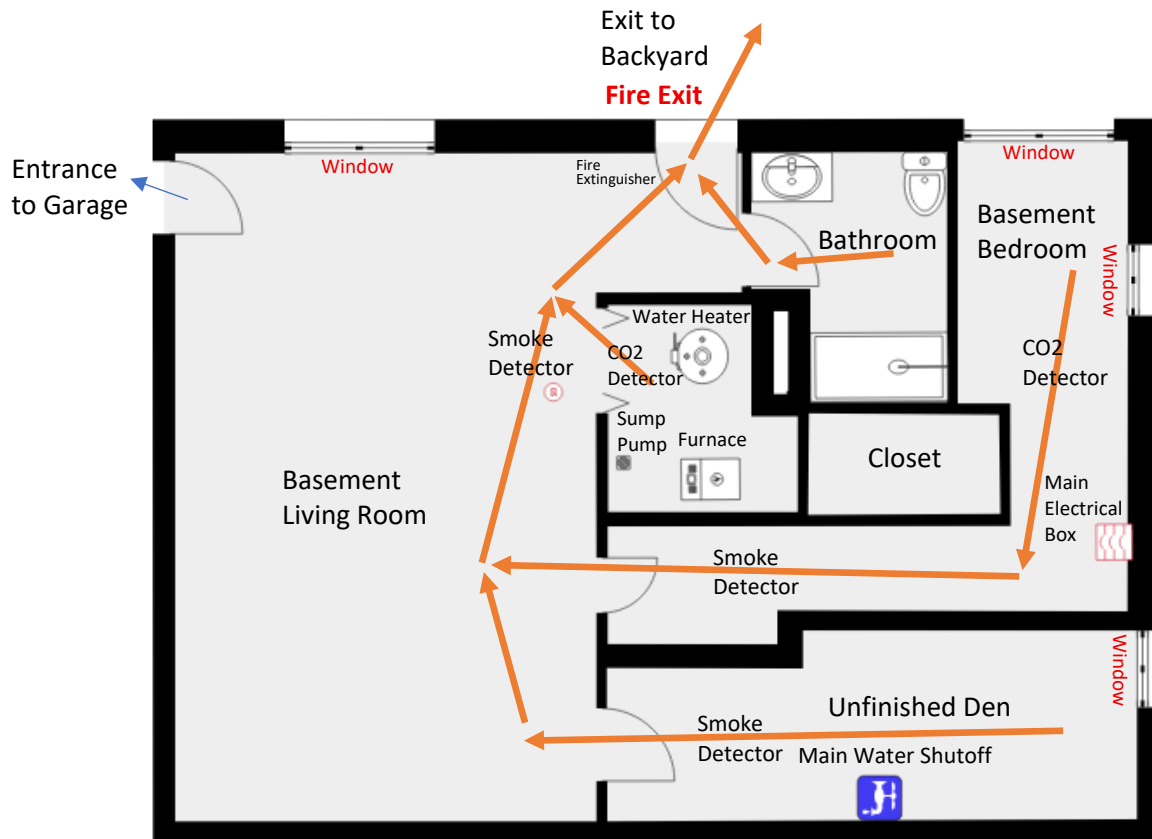 Exit to
Backyard
Fire Exit
Entrance
to Garage
Window
Fire
Extinguisher
Window
Basement
Bedroom
Bathroom
Window
Water Heater
Smoke
Detector
CO2
Detector
CO2
Detector
Sump
Pump
Furnace
Closet
Basement
Living Room
Main
Electrical
Box
Smoke
Detector
Window
Unfinished Den
Smoke
Detector
Main Water Shutoff